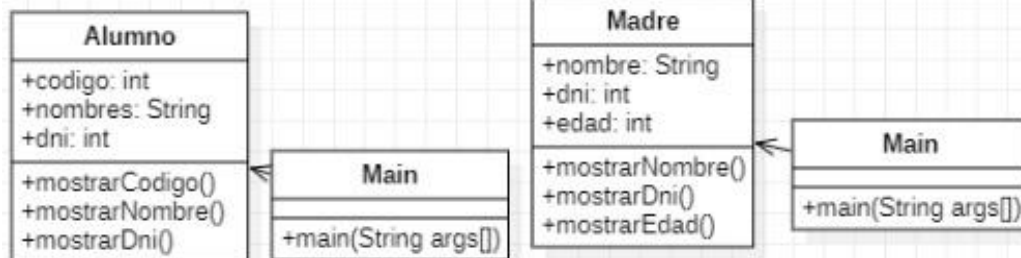 Alumno
+codigo: int
+nombres: String
+dni: int
+mostrarCodigo()
+mostrarNombre()
+mostrarDni()
Main
+main(String args[])
Madre
+nombre: String
+dni: int
+edad: int
+mostrarNombre()
+mostrarDni()
+mostrarEdad()
Main
+main(String args[])